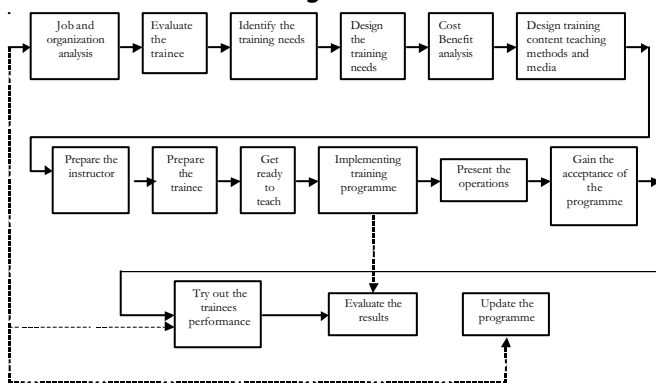 Job and
organization
analysis
Evaluate
the
trainee
Identify the
training needs
Design
the
training
needs
Cost
Benefit
analysis
Design training
content teaching
methods and
media
Prepare the
instructor
Prepare
the
trainee
Get
ready
to
teach
Implementing
training
programme
Present the
operations
Gain the
acceptance of
the
programme
Try out the
trainees
performance
Evaluate the
results
Update the
programme